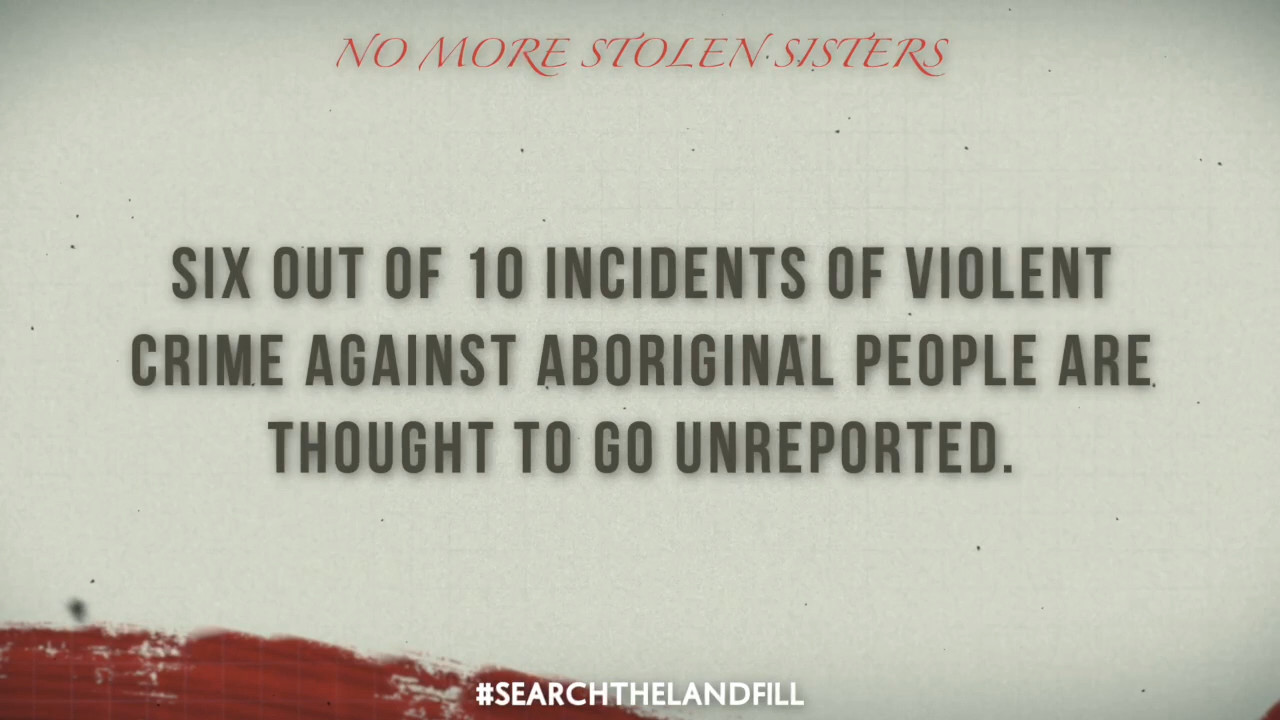 NO MORE STOLEN SISTERS
SIX OUT OF 10 INCIDENTS OF VIOLENT
CRIME AGAINST ABORIGINAL PEOPLE ARE
THOUGHT TO GO UNREPORTED.
#SEARCHTHELANDFILL